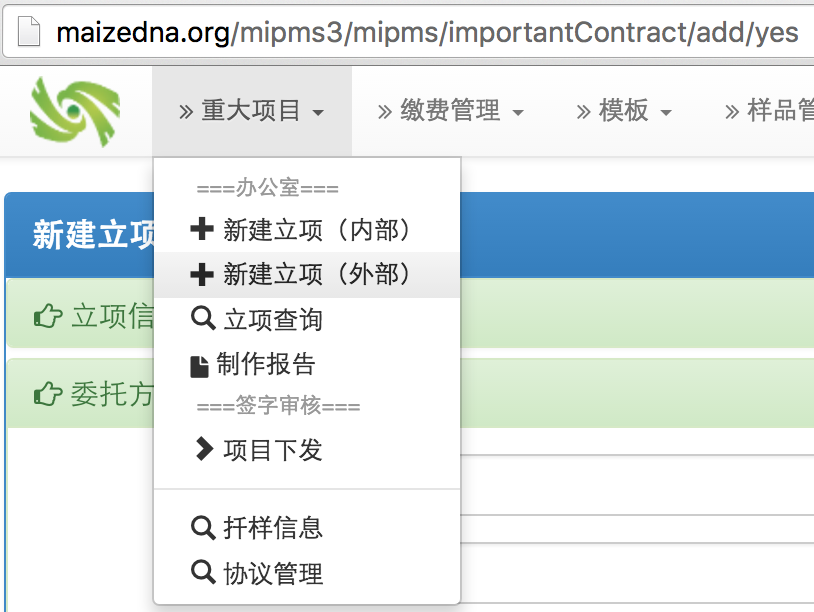 maizedna.org/mipms3/mipms/importantContract/add/yes
» 重大项目 » 缴费管理 » 模板 » 样品管
===办公室===
新建立项
新建立项（内部）
新建立项（外部）
立项信
立项查询
制作报告
委托方
===签字审核===
项目下发
扦样信息
协议管理